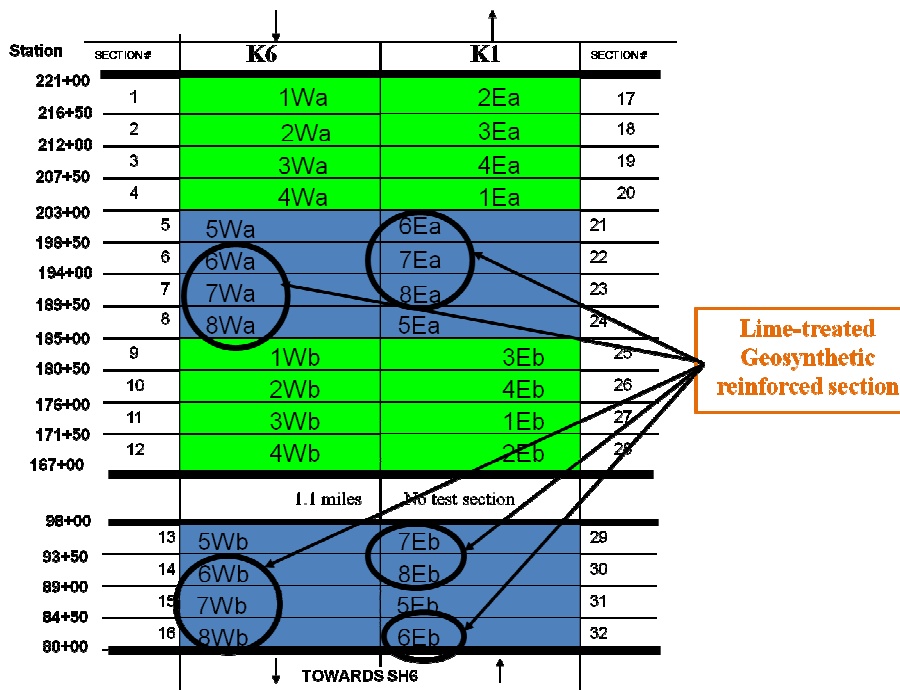 Station SECTION# K6 K1 SECTION#
221+00
1 1Wa 2Ea 17
216+50
2 2Wa 3Ea 18
212+00
3 3Wa 4Ea 19
207+50
4 4Wa 1Ea 20
203+00
5 5Wa 6Ea 21
198+50
6 6Wa 7Ea 22
194+00
7 7Wa 8Ea 23
189+50
8 8Wa 5Ea 24
185+00
9 1Wb 3Eb 25
180+50
10 2Wb 4Eb 26
176+00
11 3Wb 1Eb 27
171+50
12 4Wb 2Eb 28
167+00
1.1 miles No test section
98+00
13 5Wb 7Eb 29
93+50
14 6Wb 8Eb 30
89+00
15 7Wb 5Eb 31
84+50
16 8Wb 6Eb 32
80+00
TOWARDS SH6
Lime-treated
Geosynthetic
reinforced section